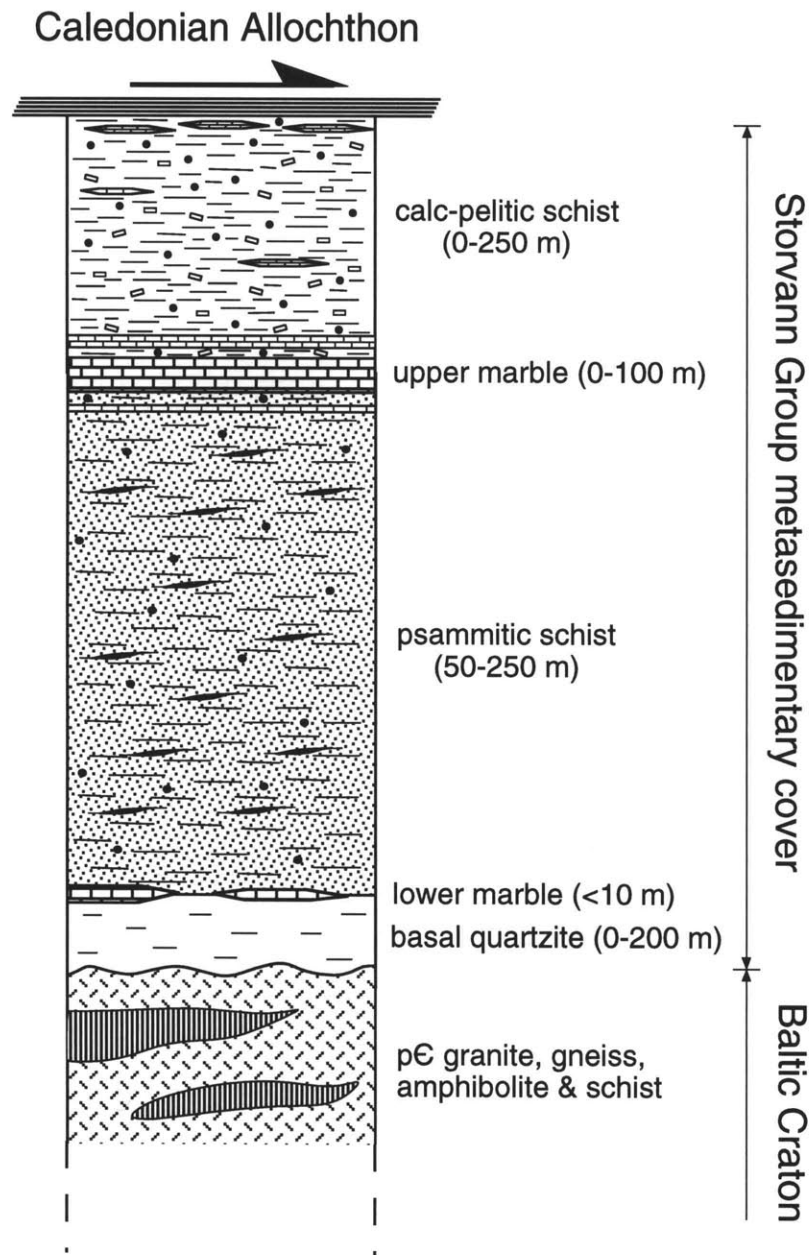 Caledonian Allochthon
calc-pelitic schist
(0-250 m)
upper marble (0-100 m)
psammitic schist
(50-250 m)
lower marble (<10 m)
basal quartzite (0-200 m)
pЄ granite, gneiss,
amphibolite & schist
Storvann Group metasedimentary cover
Baltic Craton